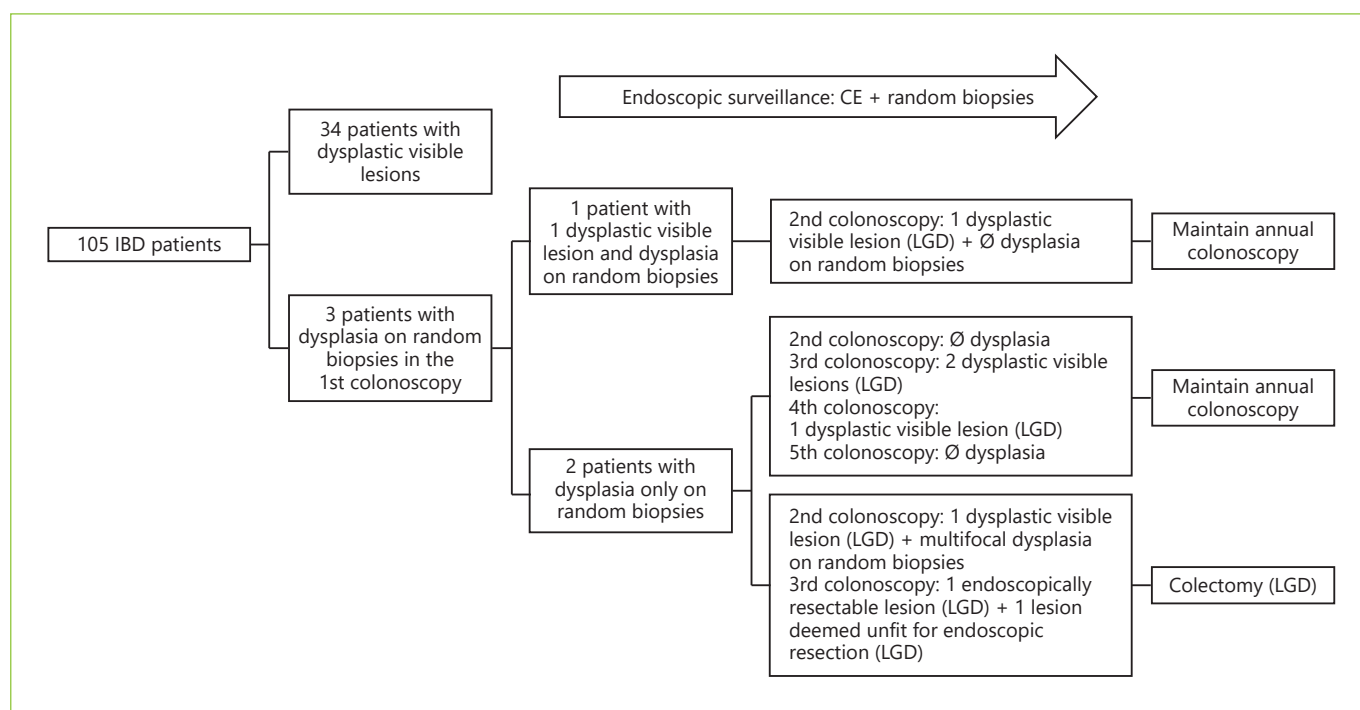 Endoscopic surveillance: CE + random biopsies
34 patients with
dysplastic visible
lesions
105 IBD patients
3 patients with
dysplasia on random
biopsies in the
1st colonoscopy
1 patient with
1 dysplastic visible
lesion and dysplasia
on random biopsies
2nd colonoscopy: 1 dysplastic
visible lesion (LGD) + Ø dysplasia
on random biopsies
Maintain annual
colonoscopy
2 patients with
dysplasia only on
random biopsies
2nd colonoscopy: Ø dysplasia
3rd colonoscopy: 2 dysplastic visible
lesions (LGD)
4th colonoscopy:
1 dysplastic visible lesion (LGD)
5th colonoscopy: Ø dysplasia
Maintain annual
colonoscopy
2nd colonoscopy: 1 dysplastic visible
lesion (LGD) + multifocal dysplasia
on random biopsies
3rd colonoscopy: 1 endoscopically
resectable lesion (LGD) + 1 lesion
deemed unfit for endoscopic
resection (LGD)
Colectomy (LGD)